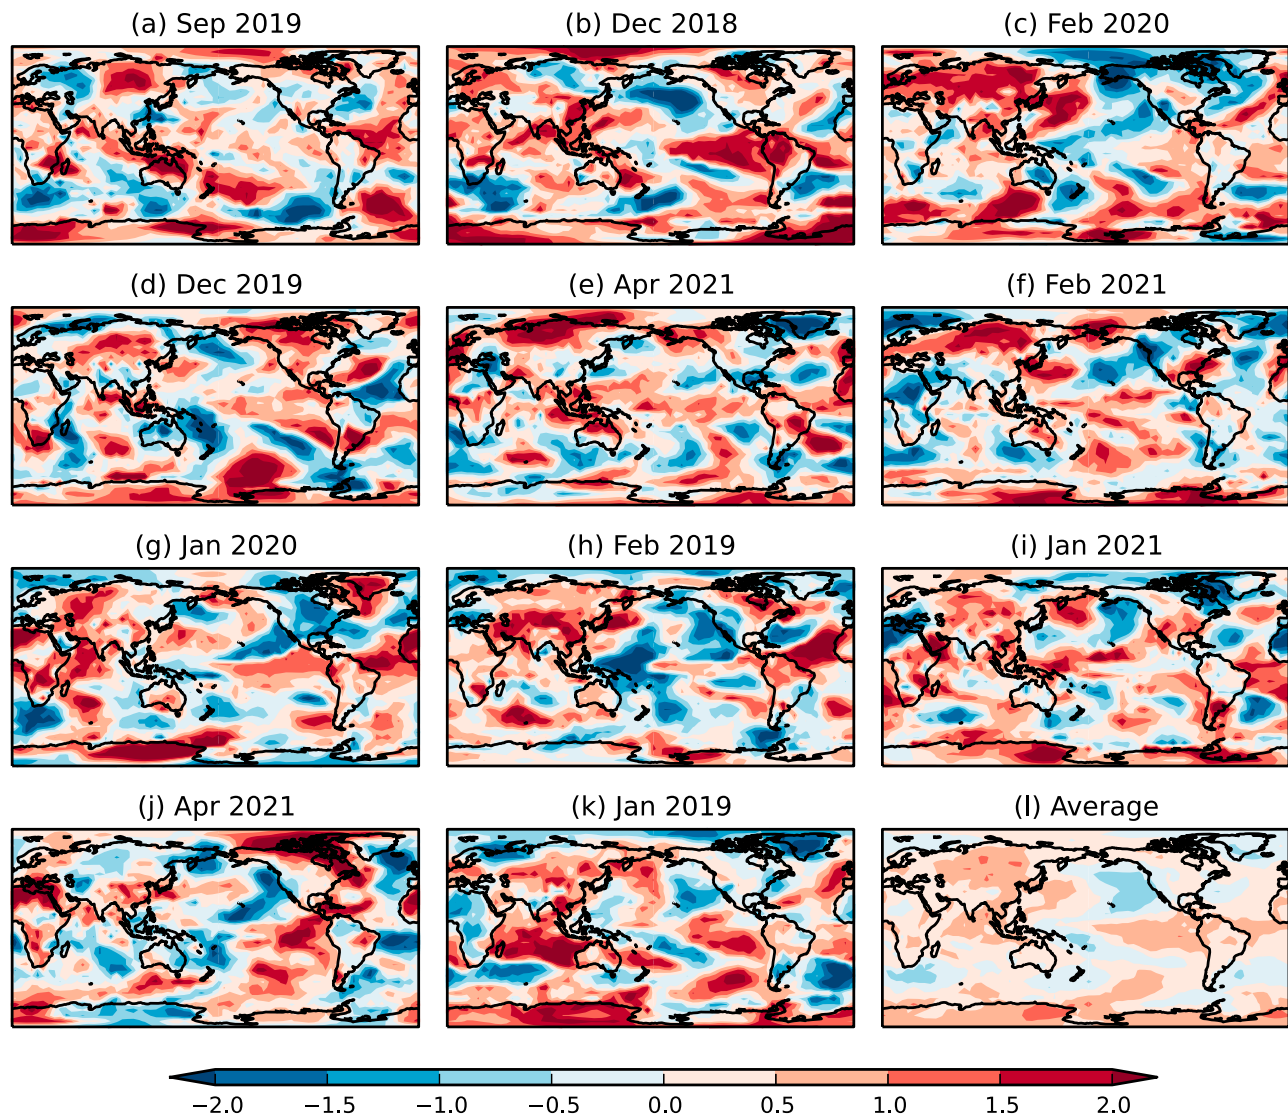 (a) Sep 2019
(b) Dec 2018
(c) Feb 2020
(d) Dec 2019
(e) Apr 2021
(f) Feb 2021
(g) Jan 2020
(h) Feb 2019
(i) Jan 2021
(j) Apr 2021
(k) Jan 2019
(l) Average
−2.0 −1.5 −1.0 −0.5 0.0 0.5 1.0 1.5 2.0